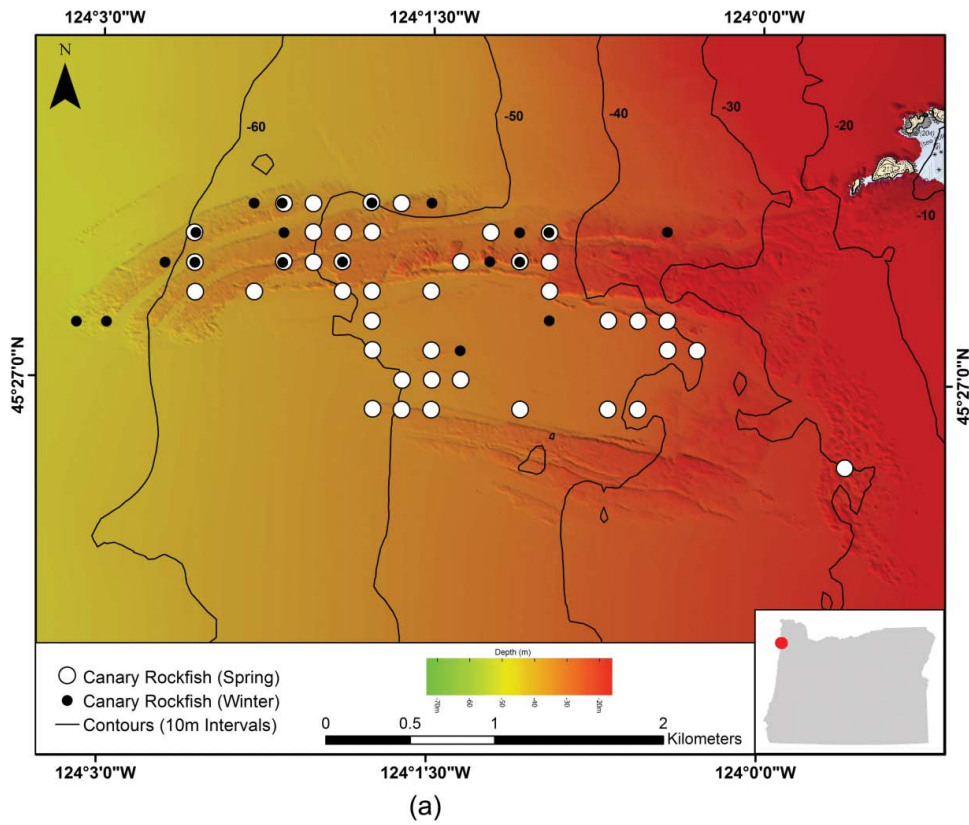 124°3'0"W 124°1'30"W 124°0'0"W
N
-60
-50
-40
-30
-20
-10
45°27'0"N
45°27'0"N
Canary Rockfish (Spring)
Canary Rockfish (Winter)
Contours (10m Intervals)
Depth (m)
-70m -60 -50 -40 -30 -20m
0 0.5 1 2
Kilometers
124°3'0"W 124°1'30"W 124°0'0"W
(a)